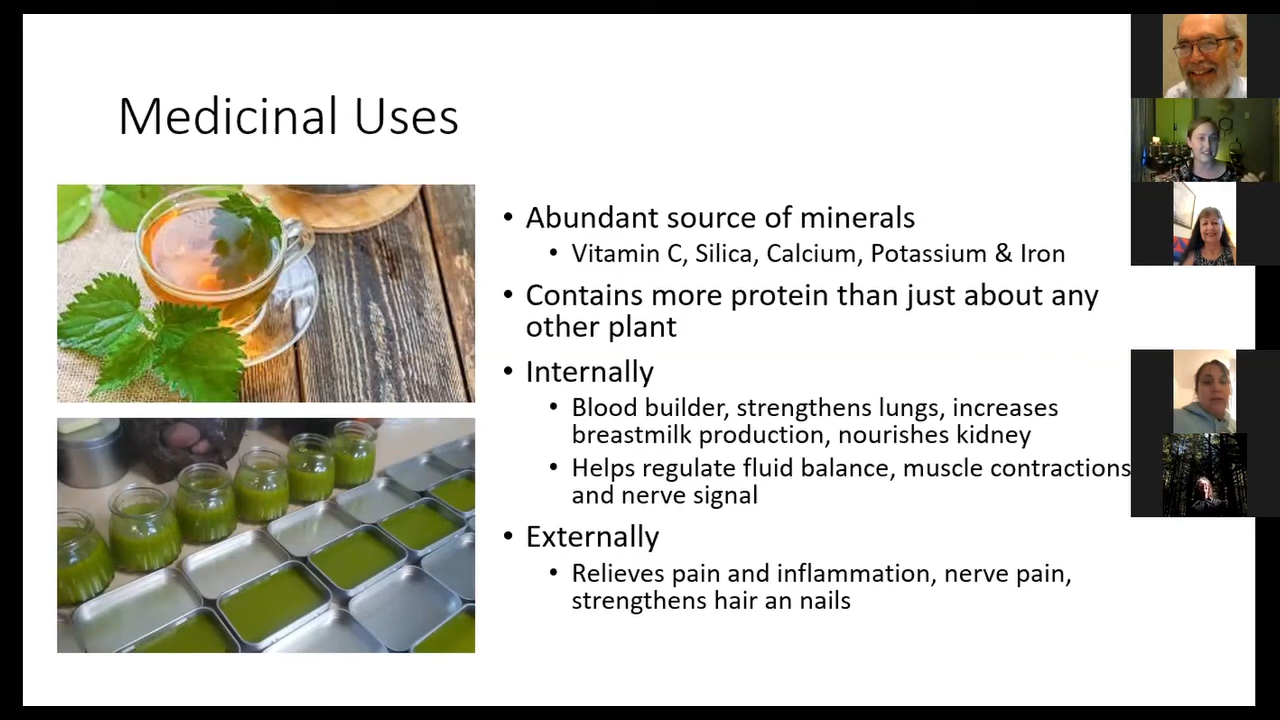 Medicinal Uses
• Abundant source of minerals
• Vitamin C, Silica, Calcium, Potassium & Iron
• Contains more protein than just about any
other plant
• Internally
• Blood builder, strengthens lungs, increases
breastmilk production, nourishes kidney
• Helps regulate fluid balance, muscle contractions
and nerve signal
• Externally
• Relieves pain and inflammation, nerve pain,
strengthens hair an nails